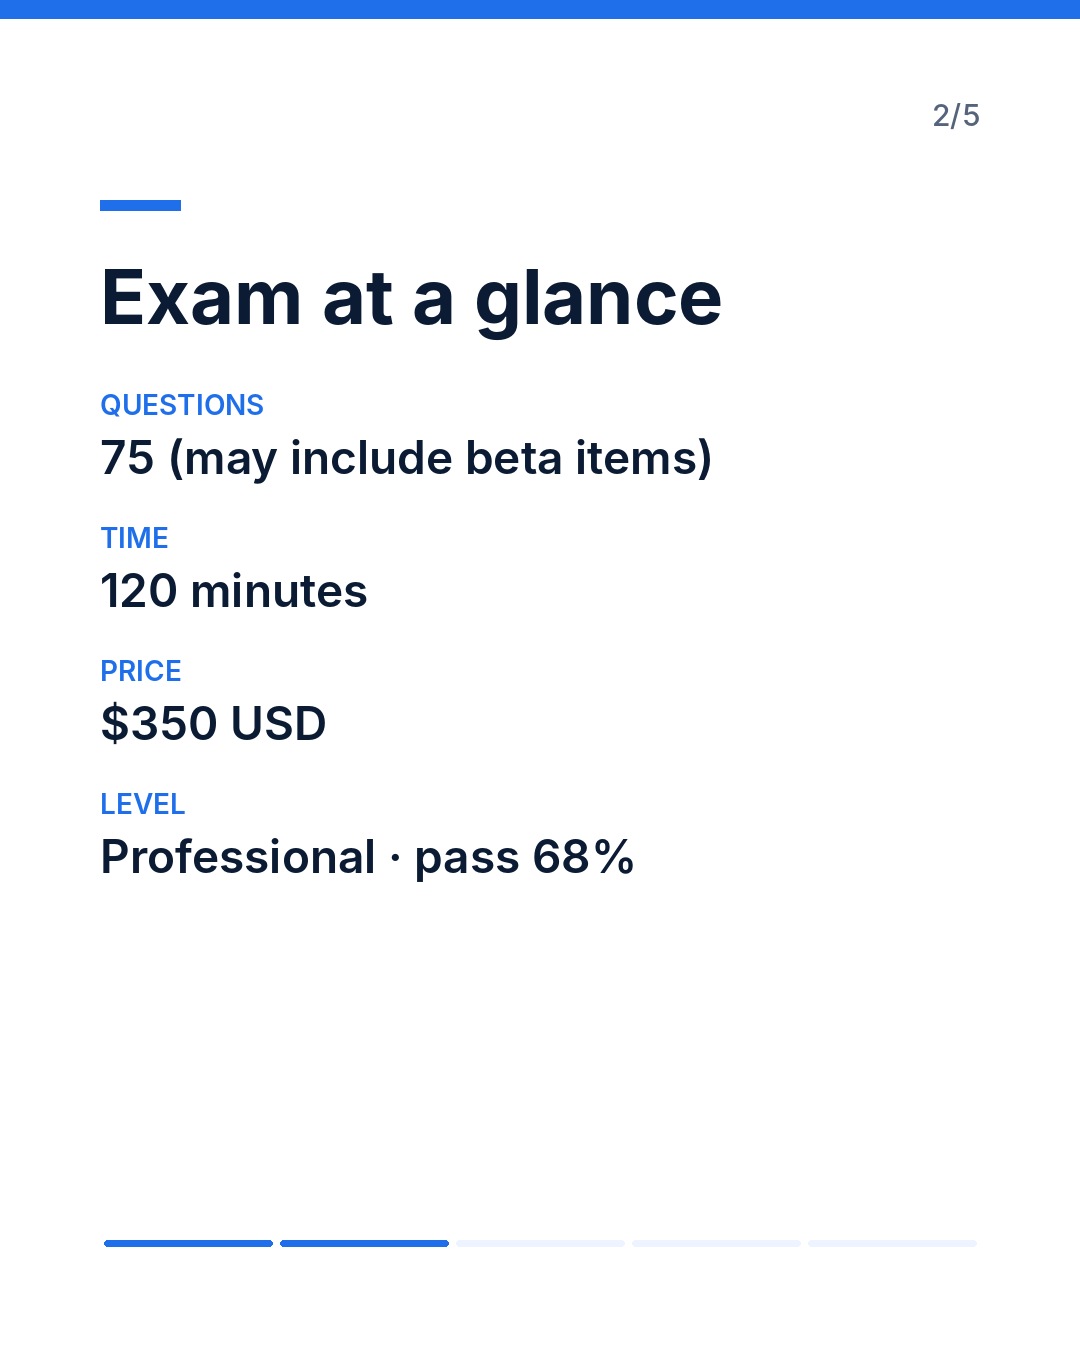 2/5
Exam at a glance
QUESTIONS
75 (may include beta items)
TIME
120 minutes
PRICE
$350 USD
LEVEL
Professional · pass 68%